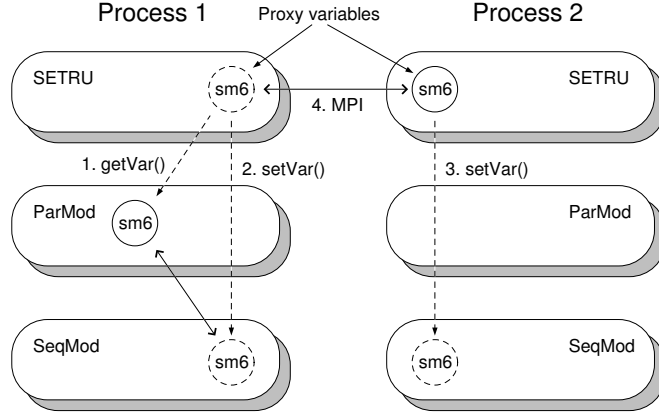 Process 1
Proxy variables
Process 2
SETRU
sm6
sm6
SETRU
4. MPI
1. getVar()
2. setVar()
3. setVar()
ParMod
sm6
ParMod
SeqMod
sm6
sm6
SeqMod